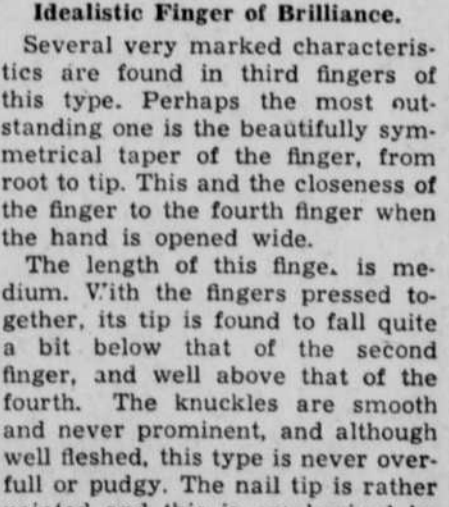 Idealistic Finger of Brilliance.
Several very marked characteris-
tics are found in third fingers of
this type. Perhaps the most out-
standing one is the beautifully sym-
metrical taper of the finger, from
root to tip. This and the closeness of
the finger to the fourth finger when
the hand is opened wide.
The length of this finge. is me-
dium. With the fingers pressed to-
gether, its tip is found to fall quite
a bit below that of the second
finger, and well above that of the
fourth. The knuckles are smooth
and never prominent, and although
well fleshed, this type is never over-
full or pudgy. The nail tip is rather